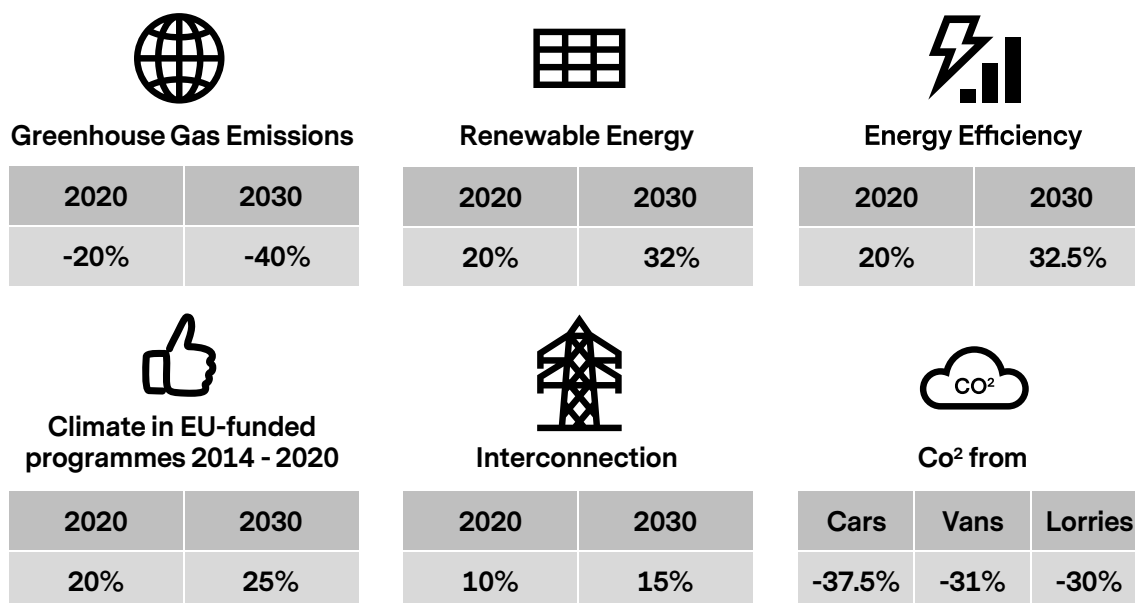 Greenhouse Gas Emissions
2020 2030
-20% -40%
Renewable Energy
2020 2030
20% 32%
Energy Efficiency
2020 2030
20% 32.5%
Climate in EU-funded
programmes 2014 - 2020
2020 2030
20% 25%
Interconnection
2020 2030
10% 15%
CO²
Co² from
Cars Vans Lorries
-37.5% -31% -30%